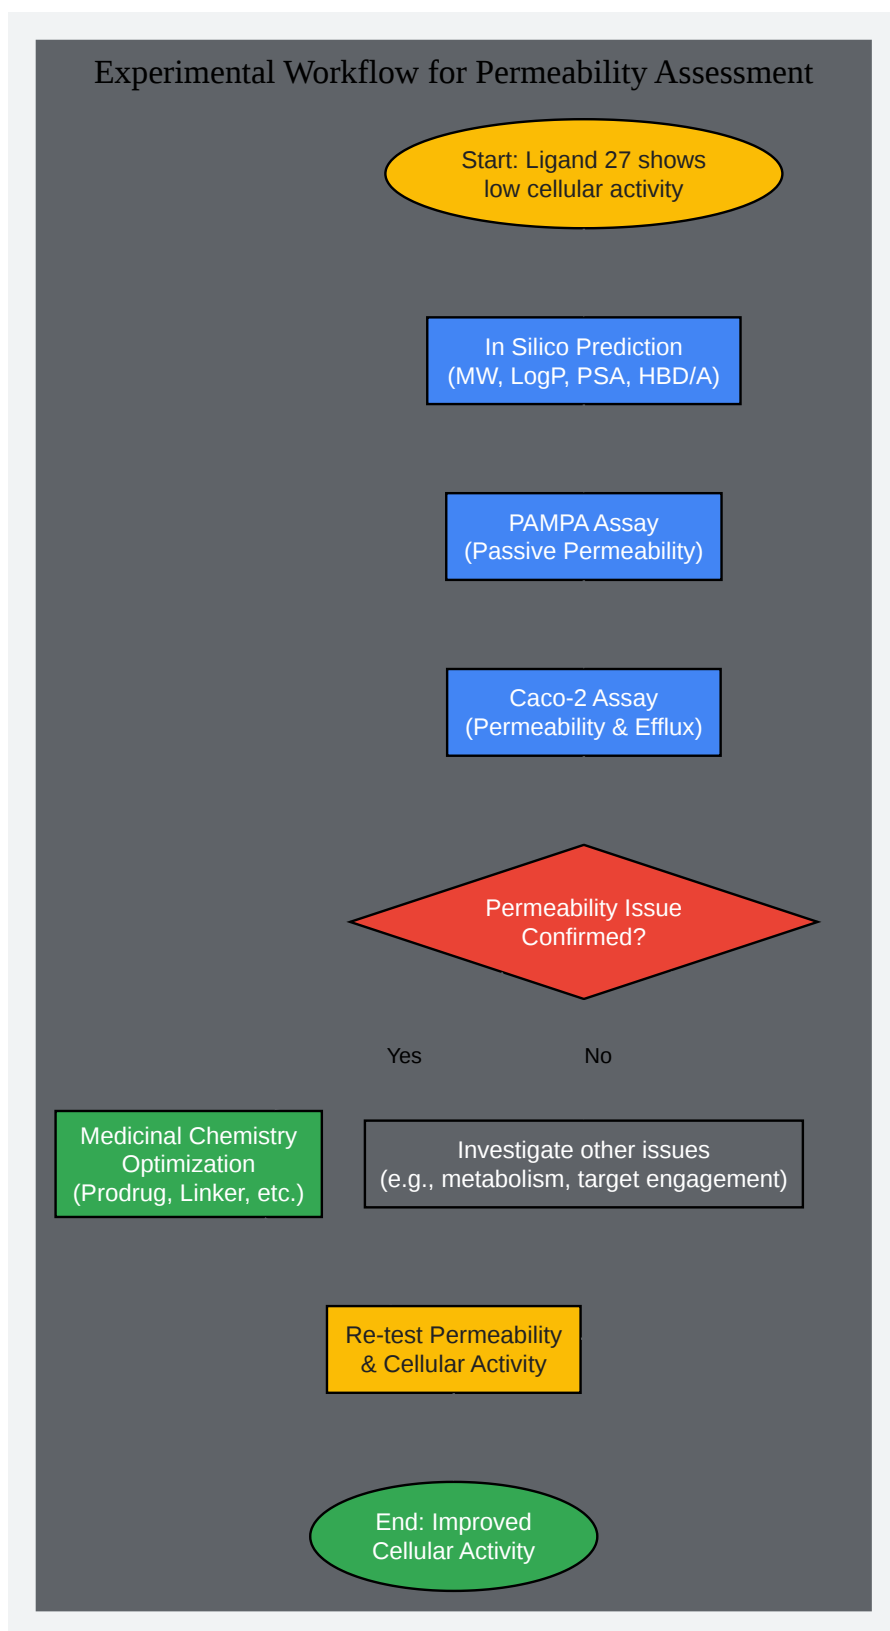 Experimental Workflow for Permeability Assessment
Start: Ligand 27 shows
low cellular activity
In Silico Prediction
(MW, LogP, PSA, HBD/A)
PAMPA Assay
(Passive Permeability)
Caco-2 Assay
(Permeability & Efflux)
Permeability Issue
Confirmed?
Yes
No
Medicinal Chemistry
Optimization
(Prodrug, Linker, etc.)
Investigate other issues
(e.g., metabolism, target engagement)
Re-test Permeability
& Cellular Activity
End: Improved
Cellular Activity